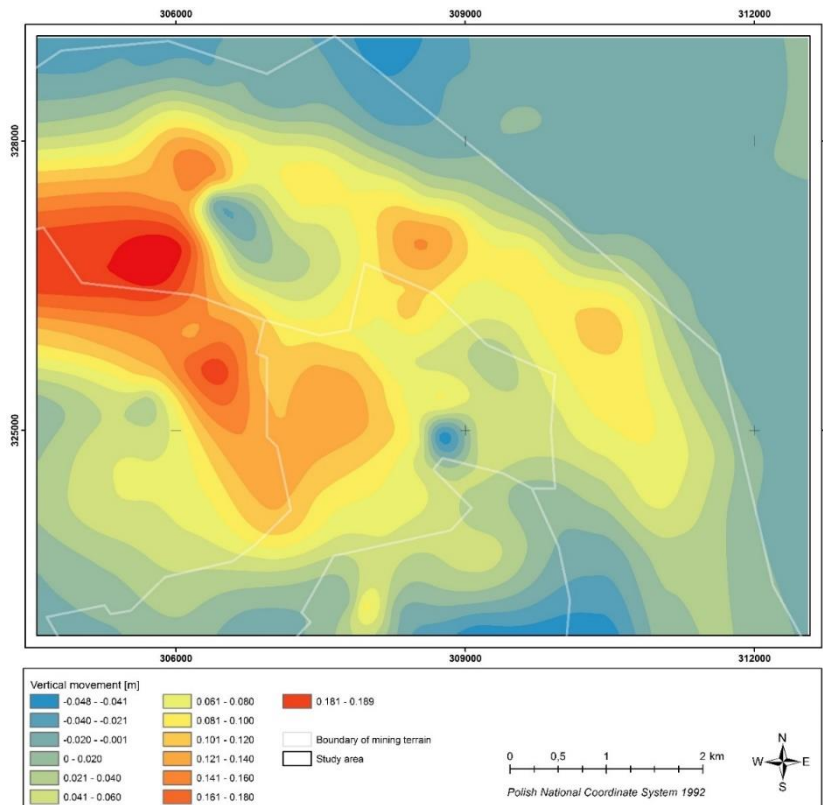 306000 309000 312000
328000 328000
325000 325000
306000 309000 312000
Vertical movement [m]
-0.048 - -0.041 0.061 - 0.080 0.181 - 0.189
-0.040 - -0.021 0.081 - 0.100
-0.020 - -0.001 0.101 - 0.120 Boundary of mining terrain
0 - 0.020 0.121 - 0.140 Study area
0.021 - 0.040 0.141 - 0.160
0.041 - 0.060 0.161 - 0.180
0 0,5 1 2 km
Polish National Coordinate System 1992
N
W E
S